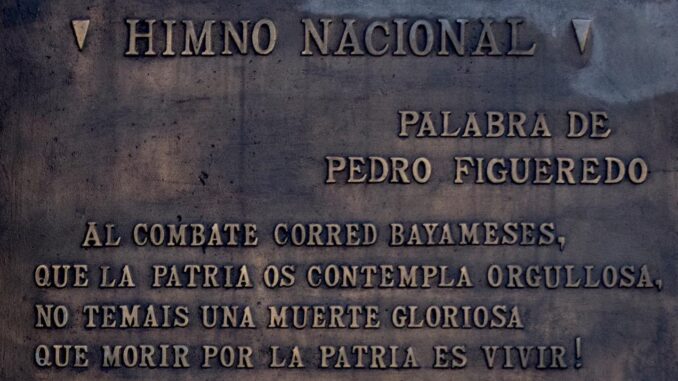 HIMNO NACIONAL
PALABRA DE
PEDRO FIGUEREDO
AL COMBATE CORRED BAYAMESES,
QUE LA PATRIA OS CONTEMPLA ORGULLOSA,
NO TEMAIS UNA MUERTE GLORIOSA
QUE MORIR POR LA PATRIA ES VIVIR!